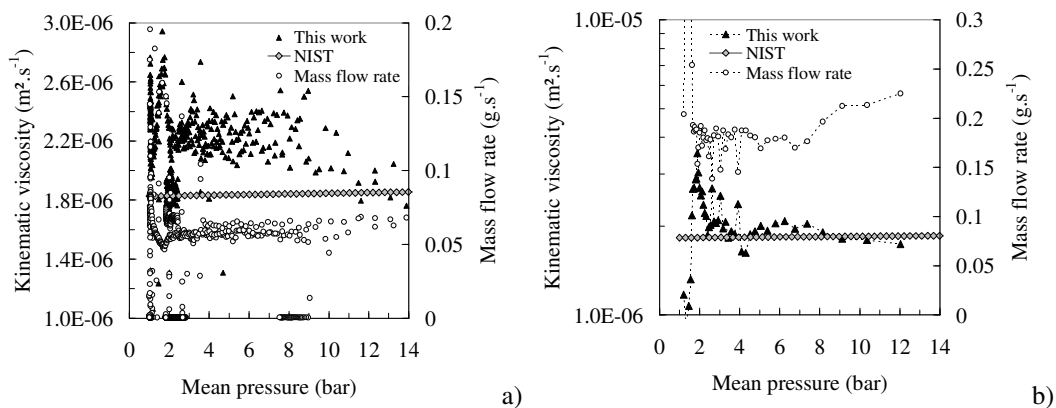 3.0E-06
2.6E-06
2.2E-06
1.8E-06
1.4E-06
1.0E-06
Kinematic viscosity (m².s⁻¹)
This work
NIST
Mass flow rate
0.2
0.15
0.1
0.05
0
Mass flow rate (g.s⁻¹)
0 2 4 6 8 10 12 14
Mean pressure (bar)
a)
1.0E-05
1.0E-06
Kinematic viscosity (m².s⁻¹)
This work
NIST
Mass flow rate
0.3
0.25
0.2
0.15
0.1
0.05
0
Mass flow rate (g.s⁻¹)
0 2 4 6 8 10 12 14
Mean pressure (bar)
b)